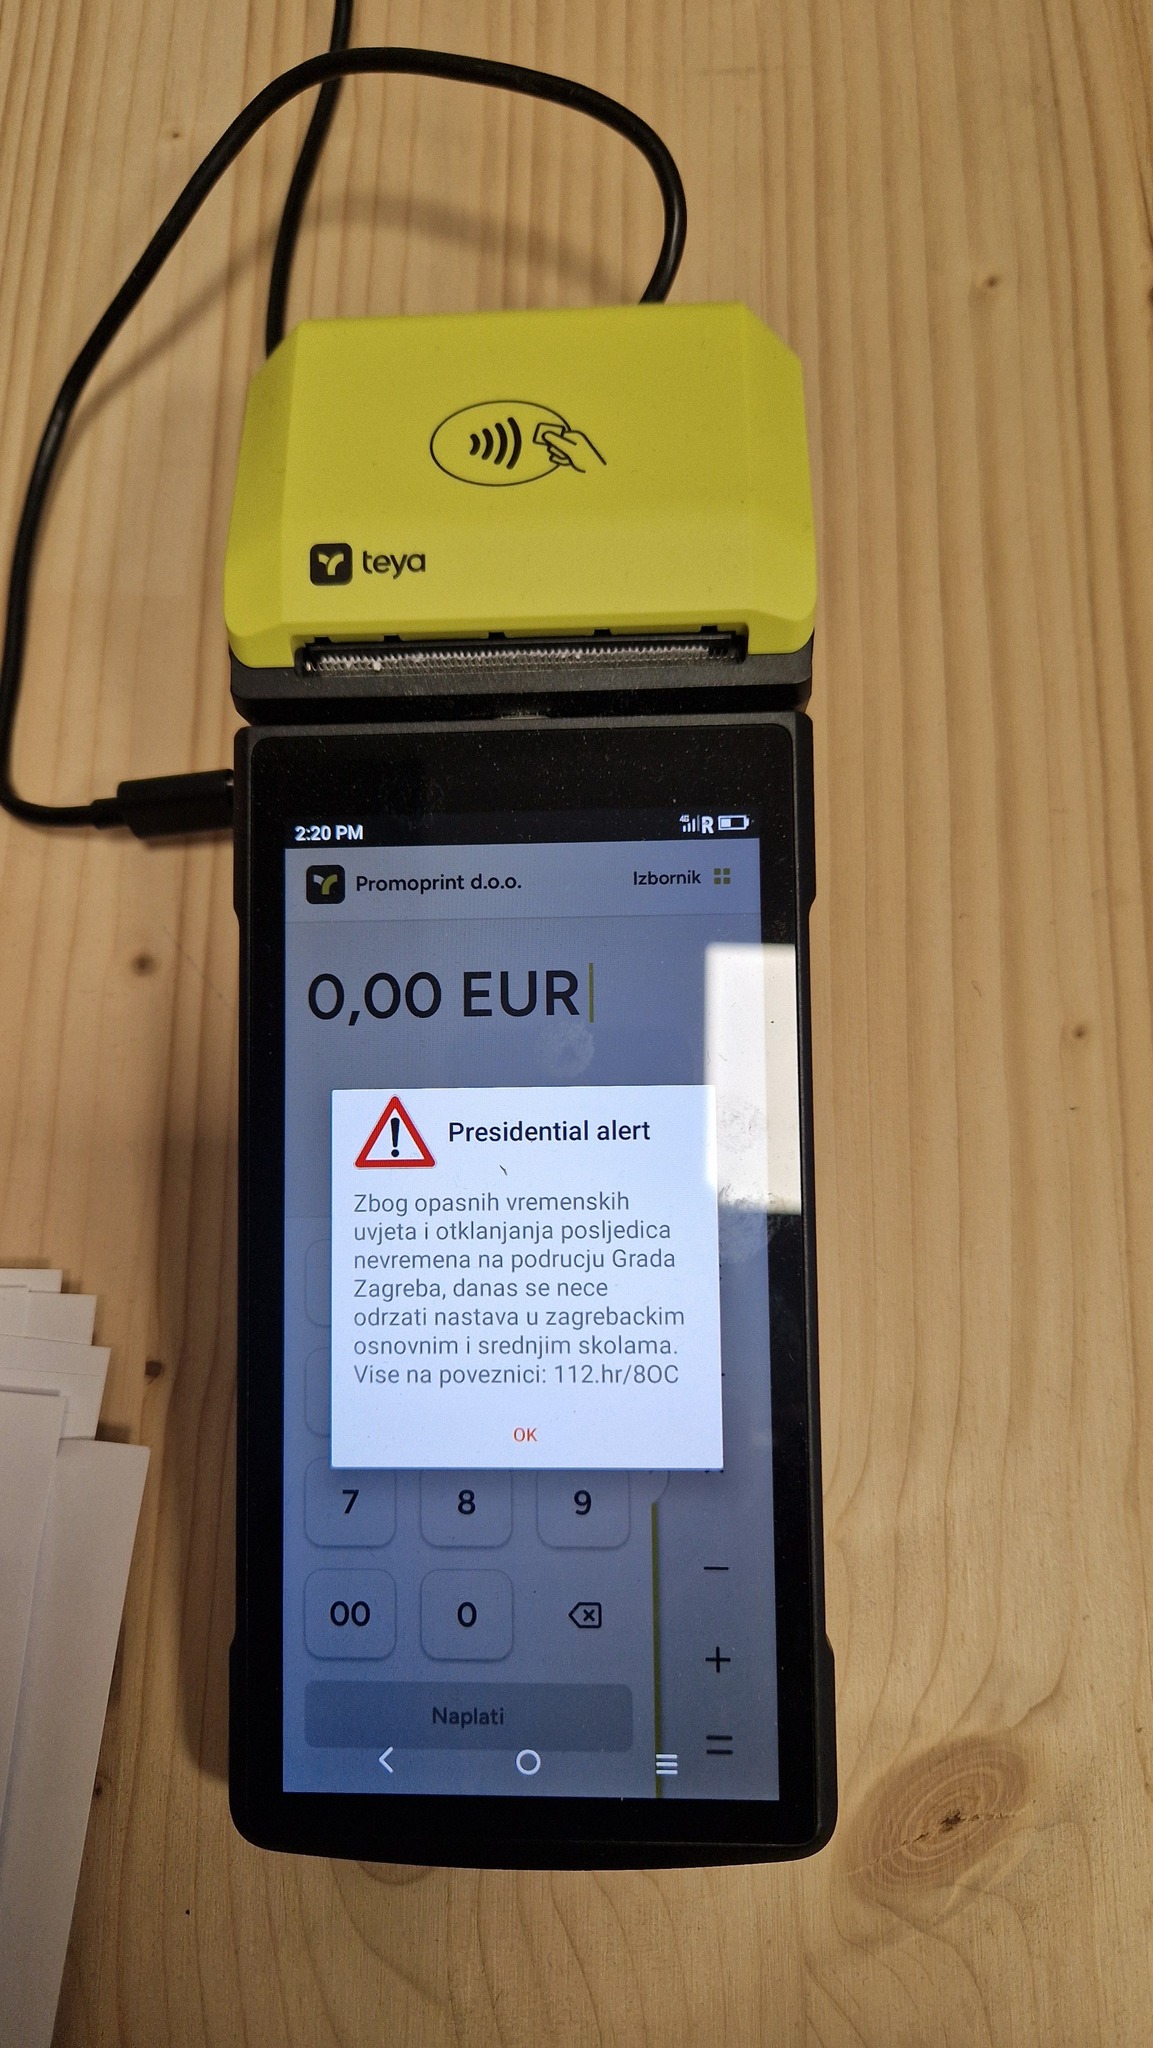 teya
2:20 PM
4G R
Promoprint d.o.o.
Izbornik
0,00 EUR
Presidential alert
Zbog opasnih vremenskih
uvjeta i otklanjanja posljedica
nevremena na podrucju Grada
Zagreba, danas se nece
odrzati nastava u zagrebackim
osnovnim i srednjim skolama.
Vise na poveznici: 112.hr/8OC
OK
7 8 9
−
00 0
+
Naplati
=